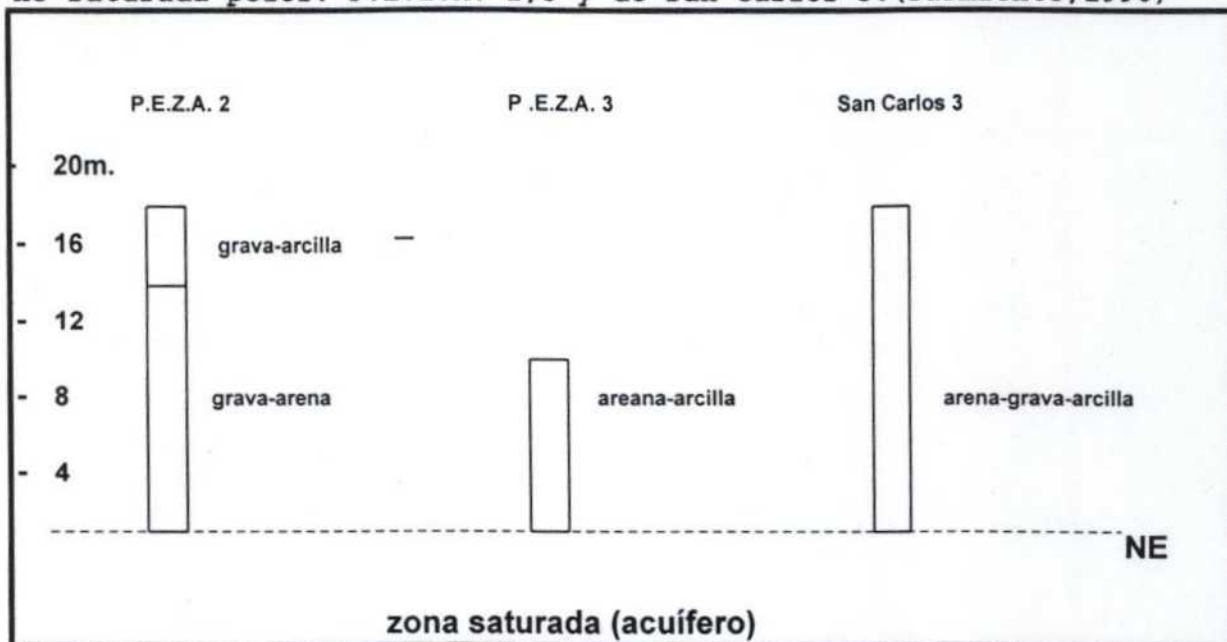 P.E.Z.A. 2 P .E.Z.A. 3 San Carlos 3
- 20m.
- 16 grava-arcilla
- 12
- 8 grava-arena areana-arcilla arena-grava-arcilla
- 4
NE
zona saturada (acuífero)